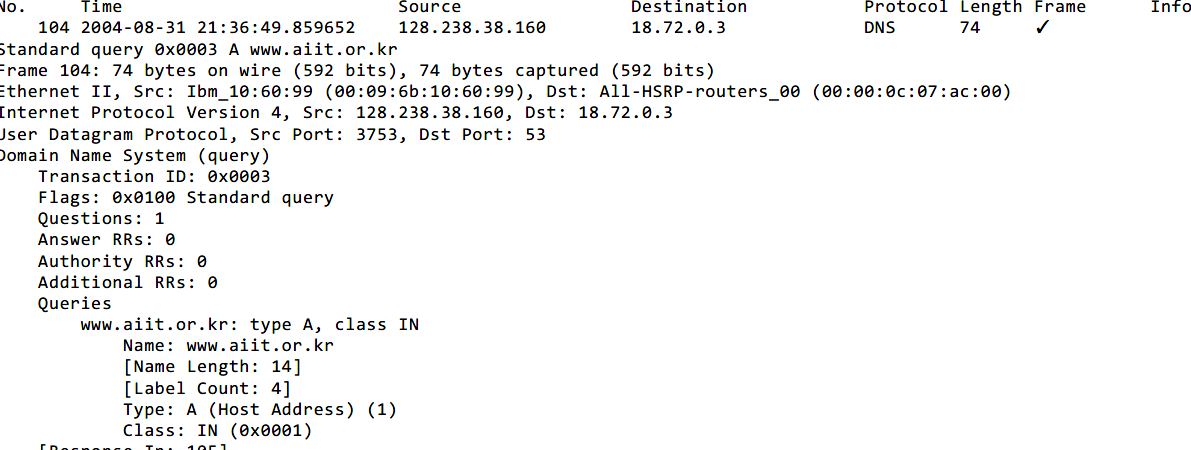 No. Time Source Destination Protocol Length Frame Info
104 2004-08-31 21:36:49.859652 128.238.38.160 18.72.0.3 DNS 74 ✓
Standard query 0x0003 A www.aiit.or.kr
Frame 104: 74 bytes on wire (592 bits), 74 bytes captured (592 bits)
Ethernet II, Src: Ibm_10:60:99 (00:09:6b:10:60:99), Dst: All-HSRP-routers_00 (00:00:0c:07:ac:00)
Internet Protocol Version 4, Src: 128.238.38.160, Dst: 18.72.0.3
User Datagram Protocol, Src Port: 3753, Dst Port: 53
Domain Name System (query)
Transaction ID: 0x0003
Flags: 0x0100 Standard query
Questions: 1
Answer RRs: 0
Authority RRs: 0
Additional RRs: 0
Queries
www.aiit.or.kr: type A, class IN
Name: www.aiit.or.kr
[Name Length: 14]
[Label Count: 4]
Type: A (Host Address) (1)
Class: IN (0x0001)
[Response In: 105]